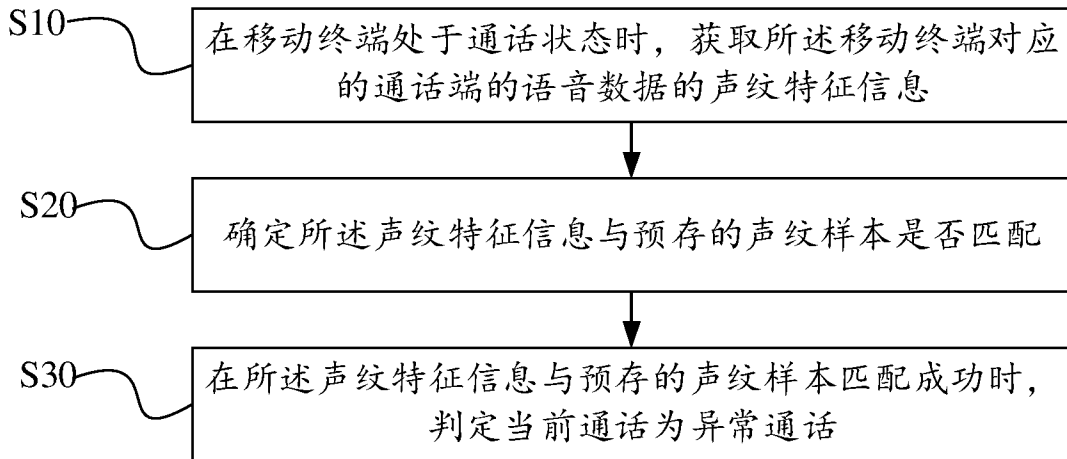 S10
在移动终端处于通话状态时，获取所述移动终端对应
的通话端的语音数据的声纹特征信息
S20
确定所述声纹特征信息与预存的声纹样本是否匹配
S30
在所述声纹特征信息与预存的声纹样本匹配成功时，
判定当前通话为异常通话